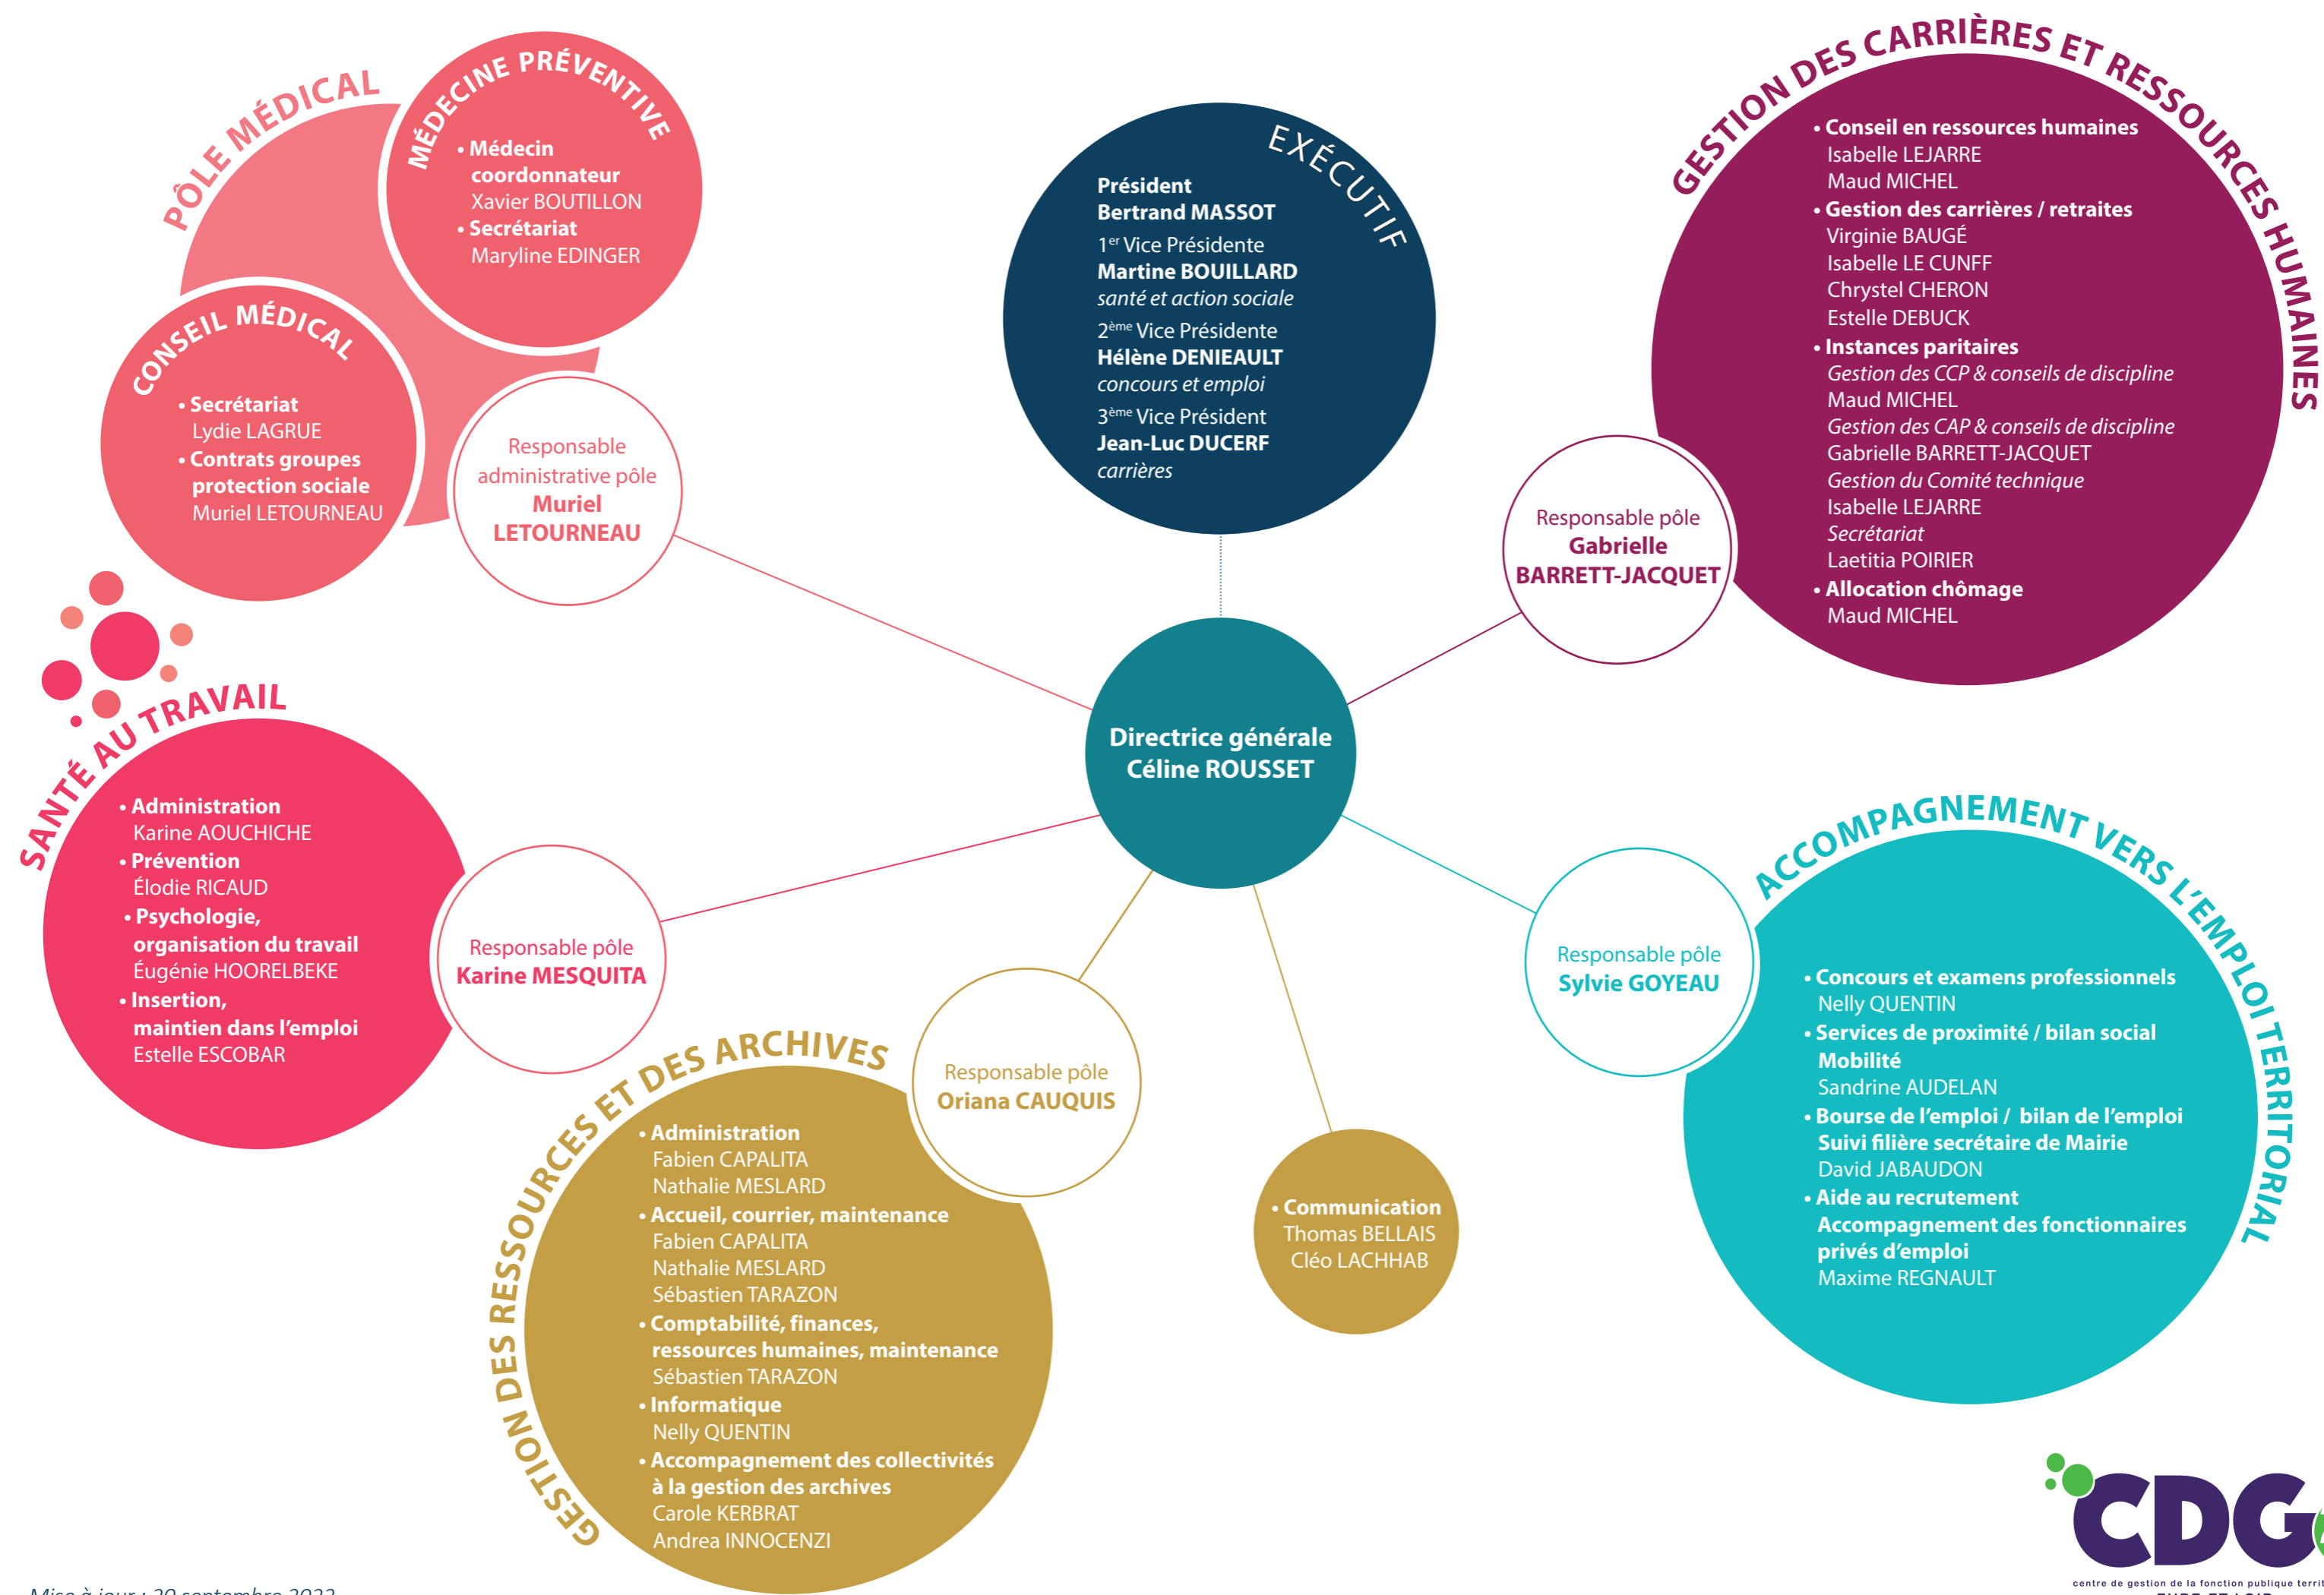 PÔLE MÉDICAL
MÉDECINE PRÉVENTIVE
• Médecin
coordonnateur
Xavier BOUTILLON
• Secrétariat
Maryline EDINGER
CONSEIL MÉDICAL
• Secrétariat
Lydie LAGRUE
• Contrats groupes
protection sociale
Muriel LETOURNEAU
Responsable
administrative pôle
Muriel
LETOURNEAU
EXÉCUTIF
Président
Bertrand MASSOT
1er Vice Présidente
Martine BOUILLARD
santé et action sociale
2ème Vice Présidente
Hélène DENIEAULT
concours et emploi
3ème Vice Président
Jean-Luc DUCERF
carrières
GESTION DES CARRIÈRES ET RESSOURCES HUMAINES
• Conseil en ressources humaines
Isabelle LEJARRE
Maud MICHEL
• Gestion des carrières / retraites
Virginie BAUGÉ
Isabelle LE CUNFF
Chrystel CHERON
Estelle DEBUCK
• Instances paritaires
Gestion des CCP & conseils de discipline
Maud MICHEL
Gestion des CAP & conseils de discipline
Gabrielle BARRETT-JACQUET
Gestion du Comité technique
Isabelle LEJARRE
Secrétariat
Laetitia POIRIER
• Allocation chômage
Maud MICHEL
Responsable pôle
Gabrielle
BARRETT-JACQUET
Directrice générale
Céline ROUSSET
SANTÉ AU TRAVAIL
• Administration
Karine AOUCHICHE
• Prévention
Élodie RICAUD
• Psychologie,
organisation du travail
Éugénie HOORELBEKE
• Insertion,
maintien dans l'emploi
Estelle ESCOBAR
Responsable pôle
Karine MESQUITA
GESTION DES RESSOURCES ET DES ARCHIVES
• Administration
Fabien CAPALITA
Nathalie MESLARD
• Accueil, courrier, maintenance
Fabien CAPALITA
Nathalie MESLARD
Sébastien TARAZON
• Comptabilité, finances,
ressources humaines, maintenance
Sébastien TARAZON
• Informatique
Nelly QUENTIN
• Accompagnement des collectivités
à la gestion des archives
Carole KERBRAT
Andrea INNOCENZI
Responsable pôle
Oriana CAUQUIS
• Communication
Thomas BELLAIS
Cléo LACHHAB
Responsable pôle
Sylvie GOYEAU
ACCOMPAGNEMENT VERS L'EMPLOI TERRITORIAL
• Concours et examens professionnels
Nelly QUENTIN
• Services de proximité / bilan social
Mobilité
Sandrine AUDELAN
• Bourse de l'emploi / bilan de l'emploi
Suivi filière secrétaire de Mairie
David JABAUDON
• Aide au recrutement
Accompagnement des fonctionnaires
privés d'emploi
Maxime REGNAULT
CDG
centre de gestion de la fonction publique